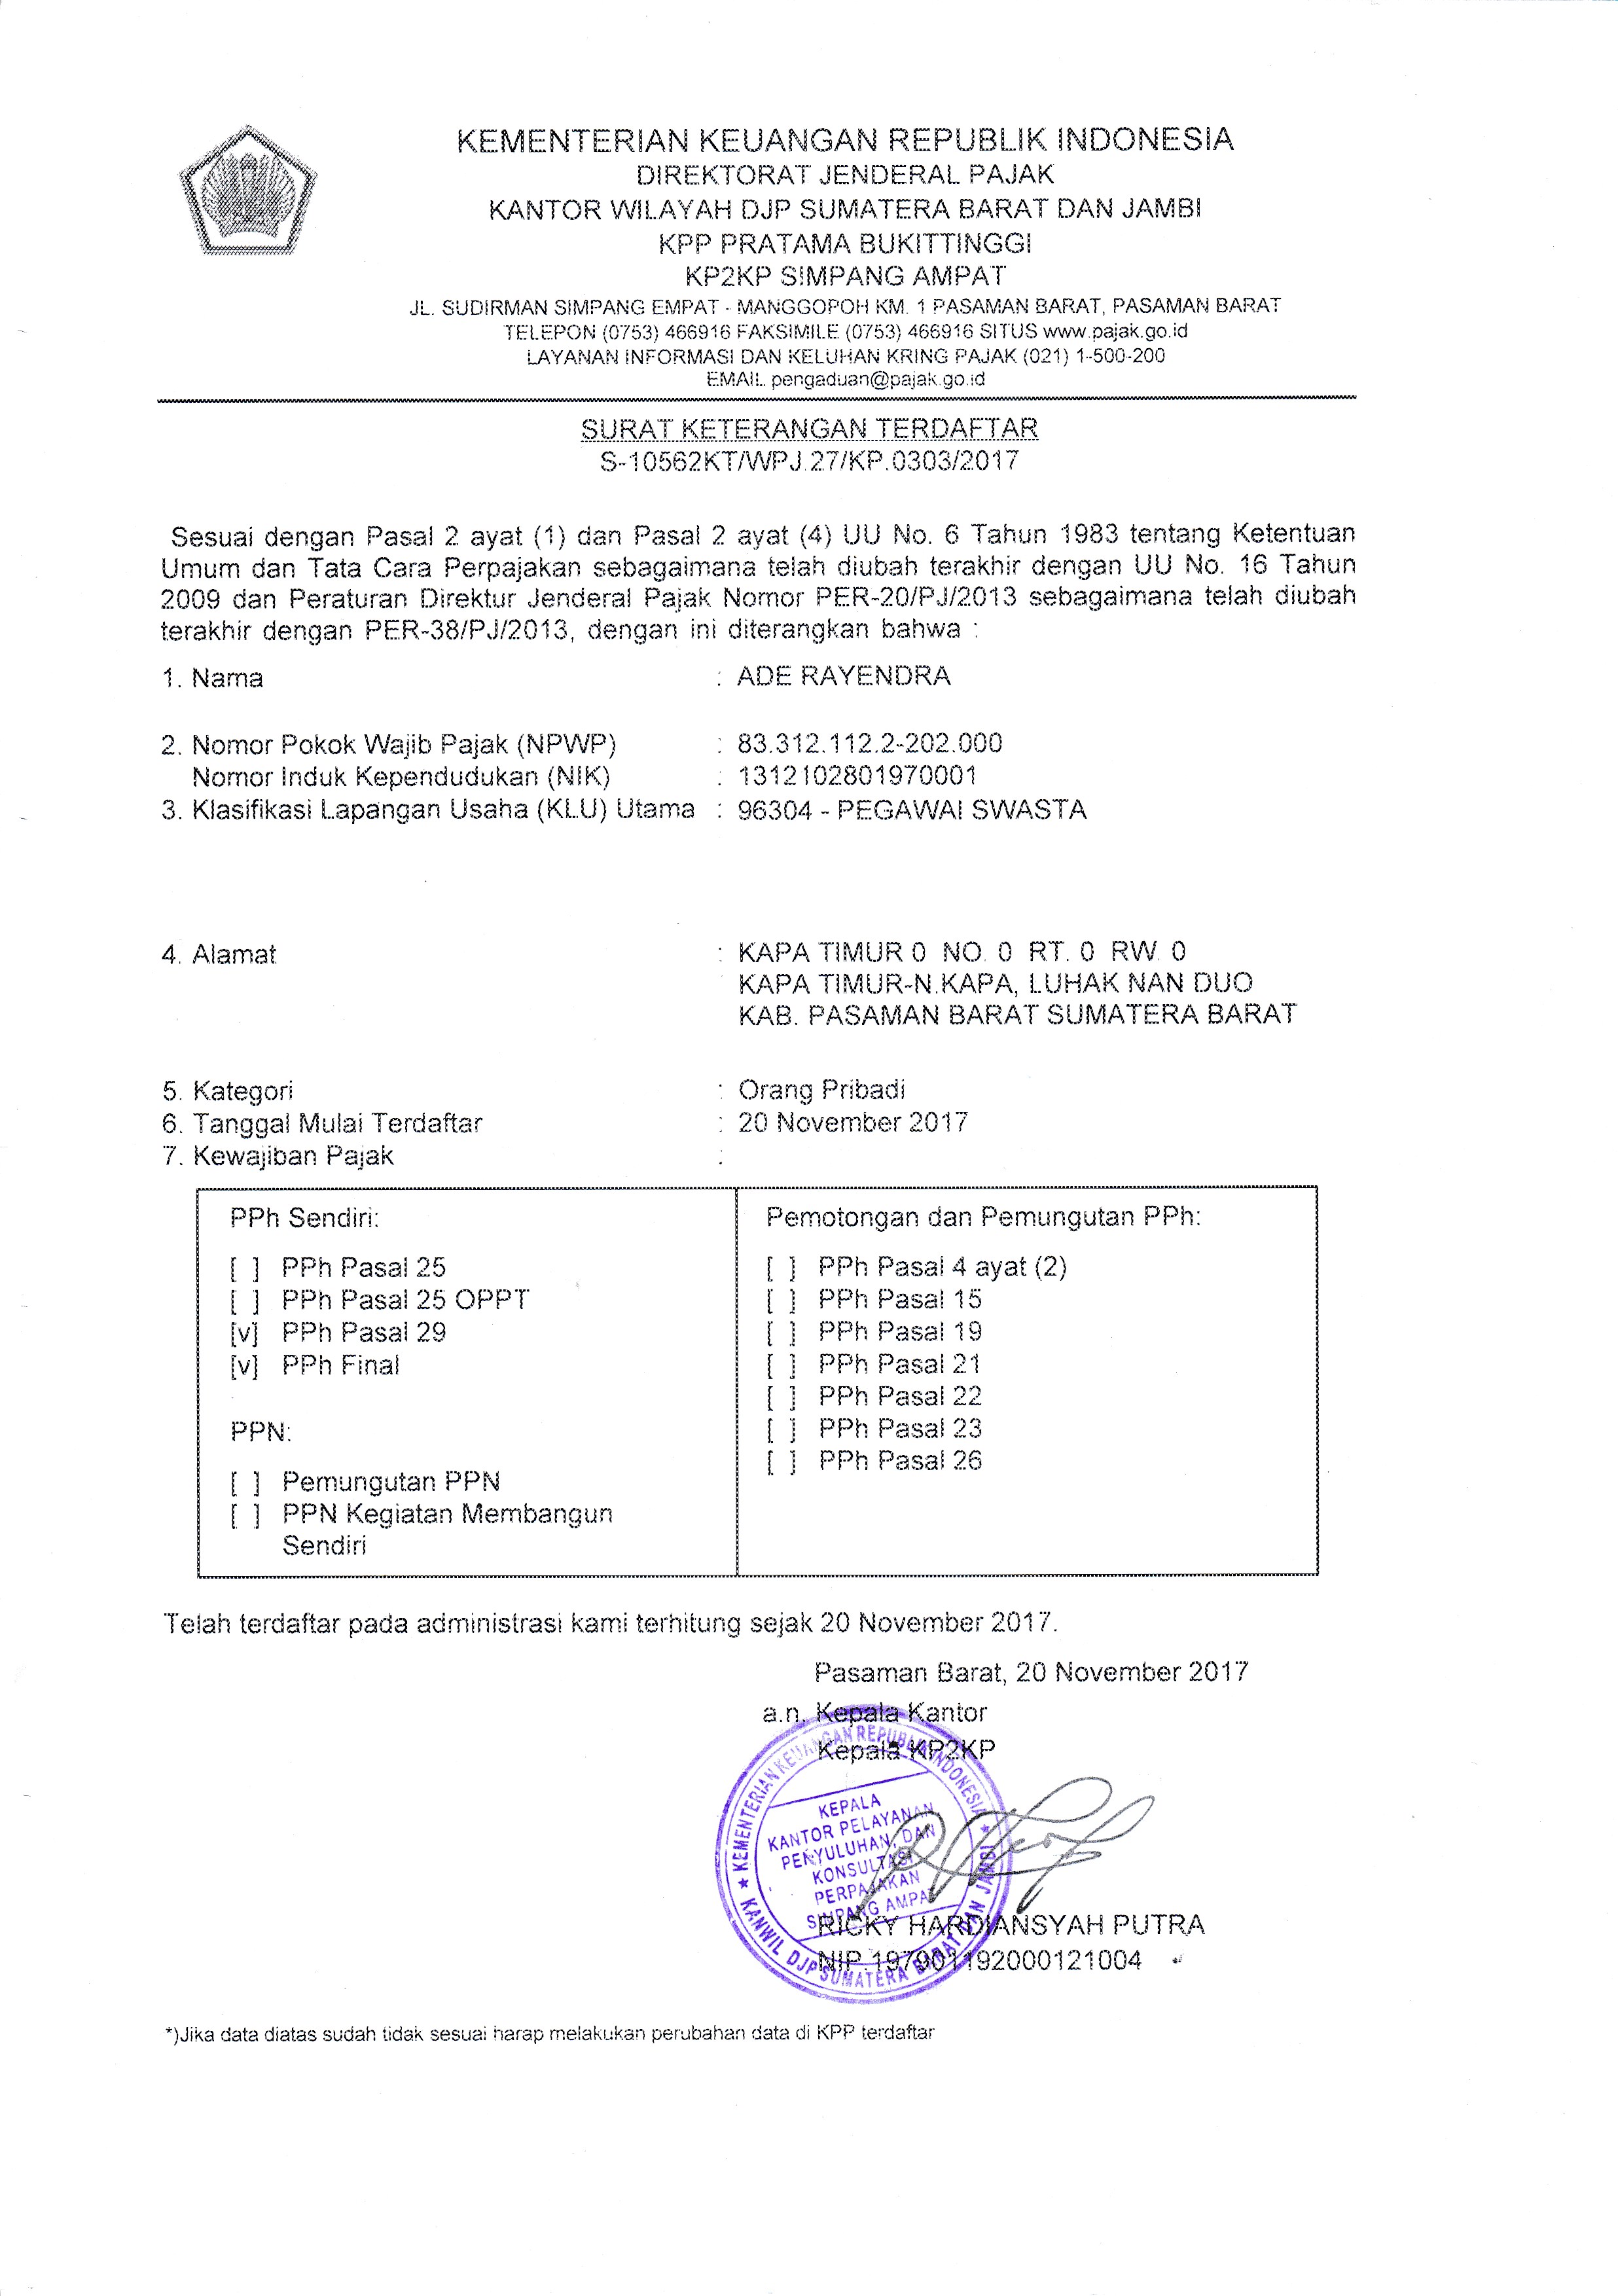 KEMENTERIAN KEUANGAN REPUBLIK INDONESIA
DIREKTORAT JENDERAL PAJAK
KANTOR WILAYAH DJP SUMATERA BARAT DAN JAMBI
KPP PRATAMA BUKITTINGGI
KP2KP SIMPANG AMPAT
JL. SUDIRMAN SIMPANG EMPAT - MANGGOPOH KM. 1 PASAMAN BARAT, PASAMAN BARAT
TELEPON (0753) 466916 FAKSIMILE (0753) 466916 SITUS www.pajak.go.id
LAYANAN INFORMASI DAN KELUHAN KRING PAJAK (021) 1-500-200
EMAIL pengaduan@pajak.go.id
SURAT KETERANGAN TERDAFTAR
S-10562KT/WPJ.27/KP.0303/2017
Sesuai dengan Pasal 2 ayat (1) dan Pasal 2 ayat (4) UU No. 6 Tahun 1983 tentang Ketentuan
Umum dan Tata Cara Perpajakan sebagaimana telah diubah terakhir dengan UU No. 16 Tahun
2009 dan Peraturan Direktur Jenderal Pajak Nomor PER-20/PJ/2013 sebagaimana telah diubah
terakhir dengan PER-38/PJ/2013, dengan ini diterangkan bahwa :
1. Nama : ADE RAYENDRA
2. Nomor Pokok Wajib Pajak (NPWP) : 83.312.112.2-202.000
Nomor Induk Kependudukan (NIK) : 1312102801970001
3. Klasifikasi Lapangan Usaha (KLU) Utama : 96304 - PEGAWAI SWASTA
4. Alamat : KAPA TIMUR 0 NO. 0 RT. 0 RW. 0
KAPA TIMUR-N.KAPA, LUHAK NAN DUO
KAB. PASAMAN BARAT SUMATERA BARAT
5. Kategori : Orang Pribadi
6. Tanggal Mulai Terdaftar : 20 November 2017
7. Kewajiban Pajak :
PPh Sendiri:
[ ] PPh Pasal 25
[ ] PPh Pasal 25 OPPT
[v] PPh Pasal 29
[v] PPh Final
PPN:
[ ] Pemungutan PPN
[ ] PPN Kegiatan Membangun
Sendiri
Pemotongan dan Pemungutan PPh:
[ ] PPh Pasal 4 ayat (2)
[ ] PPh Pasal 15
[ ] PPh Pasal 19
[ ] PPh Pasal 21
[ ] PPh Pasal 22
[ ] PPh Pasal 23
[ ] PPh Pasal 26
Telah terdaftar pada administrasi kami terhitung sejak 20 November 2017.
Pasaman Barat, 20 November 2017
a.n. Kepala Kantor
Kepala KP2KP
KEMENTERIAN KEUANGAN REPUBLIK INDONESIA
KEPALA
KANTOR PELAYANAN
PENYULUHAN, DAN
KONSULTASI
PERPAJAKAN
SIMPANG AMPAT
KANWIL DJP SUMATERA BARAT DAN JAMBI
RICKY HARDIANSYAH PUTRA
NIP.197901192000121004
*)Jika data diatas sudah tidak sesuai harap melakukan perubahan data di KPP terdaftar